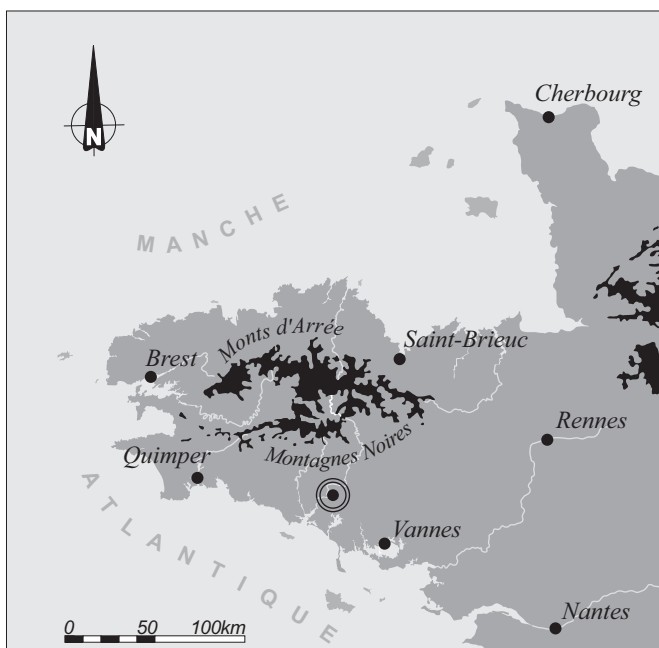 Cherbourg
N
MANCHE
Monts d'Arrée
Saint-Brieuc
Brest
Rennes
Montagnes Noires
Quimper
ATLANTIQUE
Vannes
Nantes
0 50 100km